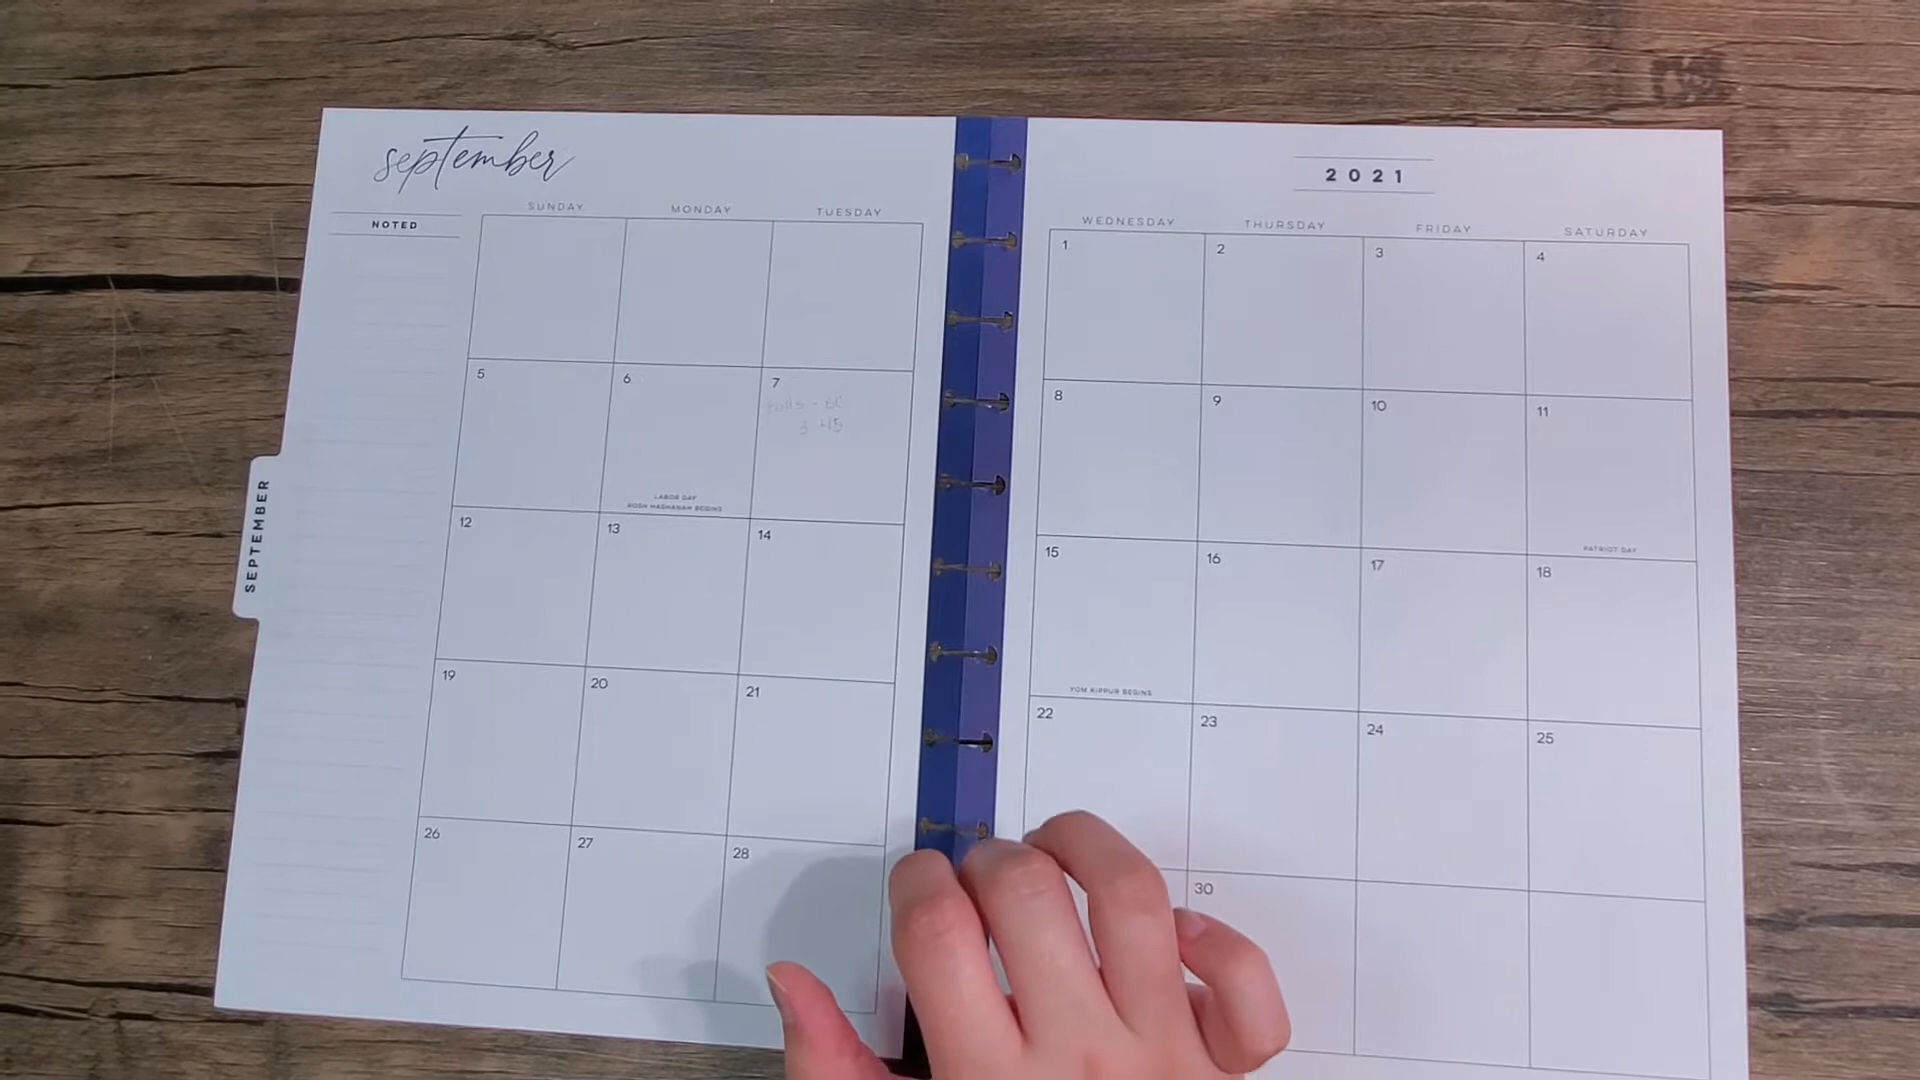 september
2021
NOTED
SUNDAY MONDAY TUESDAY WEDNESDAY THURSDAY FRIDAY SATURDAY
1 2 3 4
5 6 7 8 9 10 11
3 45
LABOR DAY
ROSH HASHANAH BEGINS
PATRIOT DAY
12 13 14 15 16 17 18
YOM KIPPUR BEGINS
19 20 21 22 23 24 25
26 27 28 30
SEPTEMBER